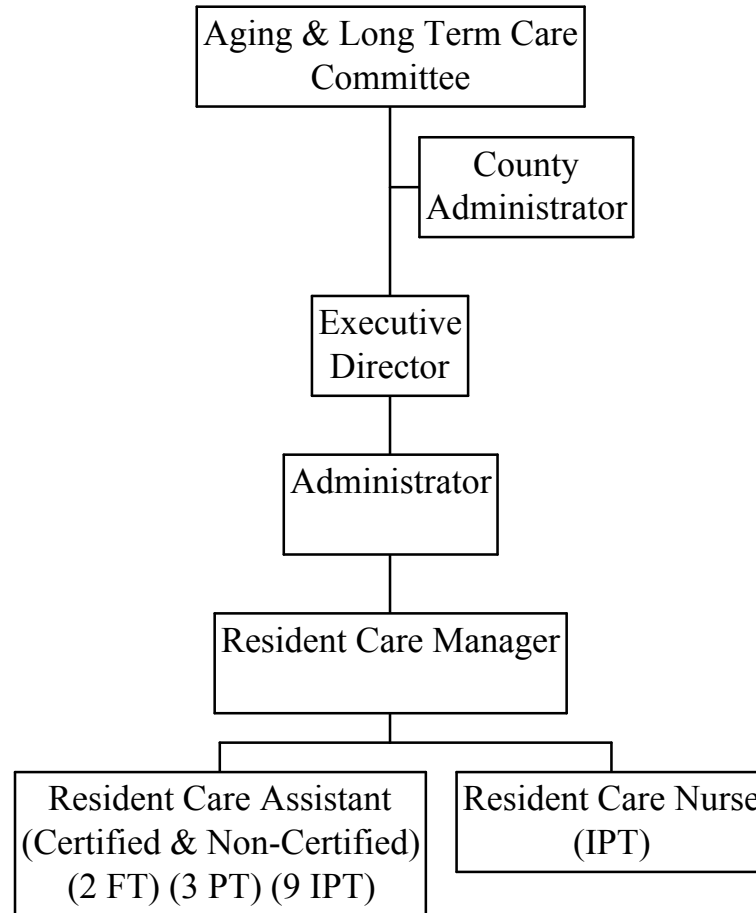 Aging & Long Term Care
Committee
County
Administrator
Executive
Director
Administrator
Resident Care Manager
Resident Care Assistant
(Certified & Non-Certified)
(2 FT) (3 PT) (9 IPT)
Resident Care Nurse
(IPT)